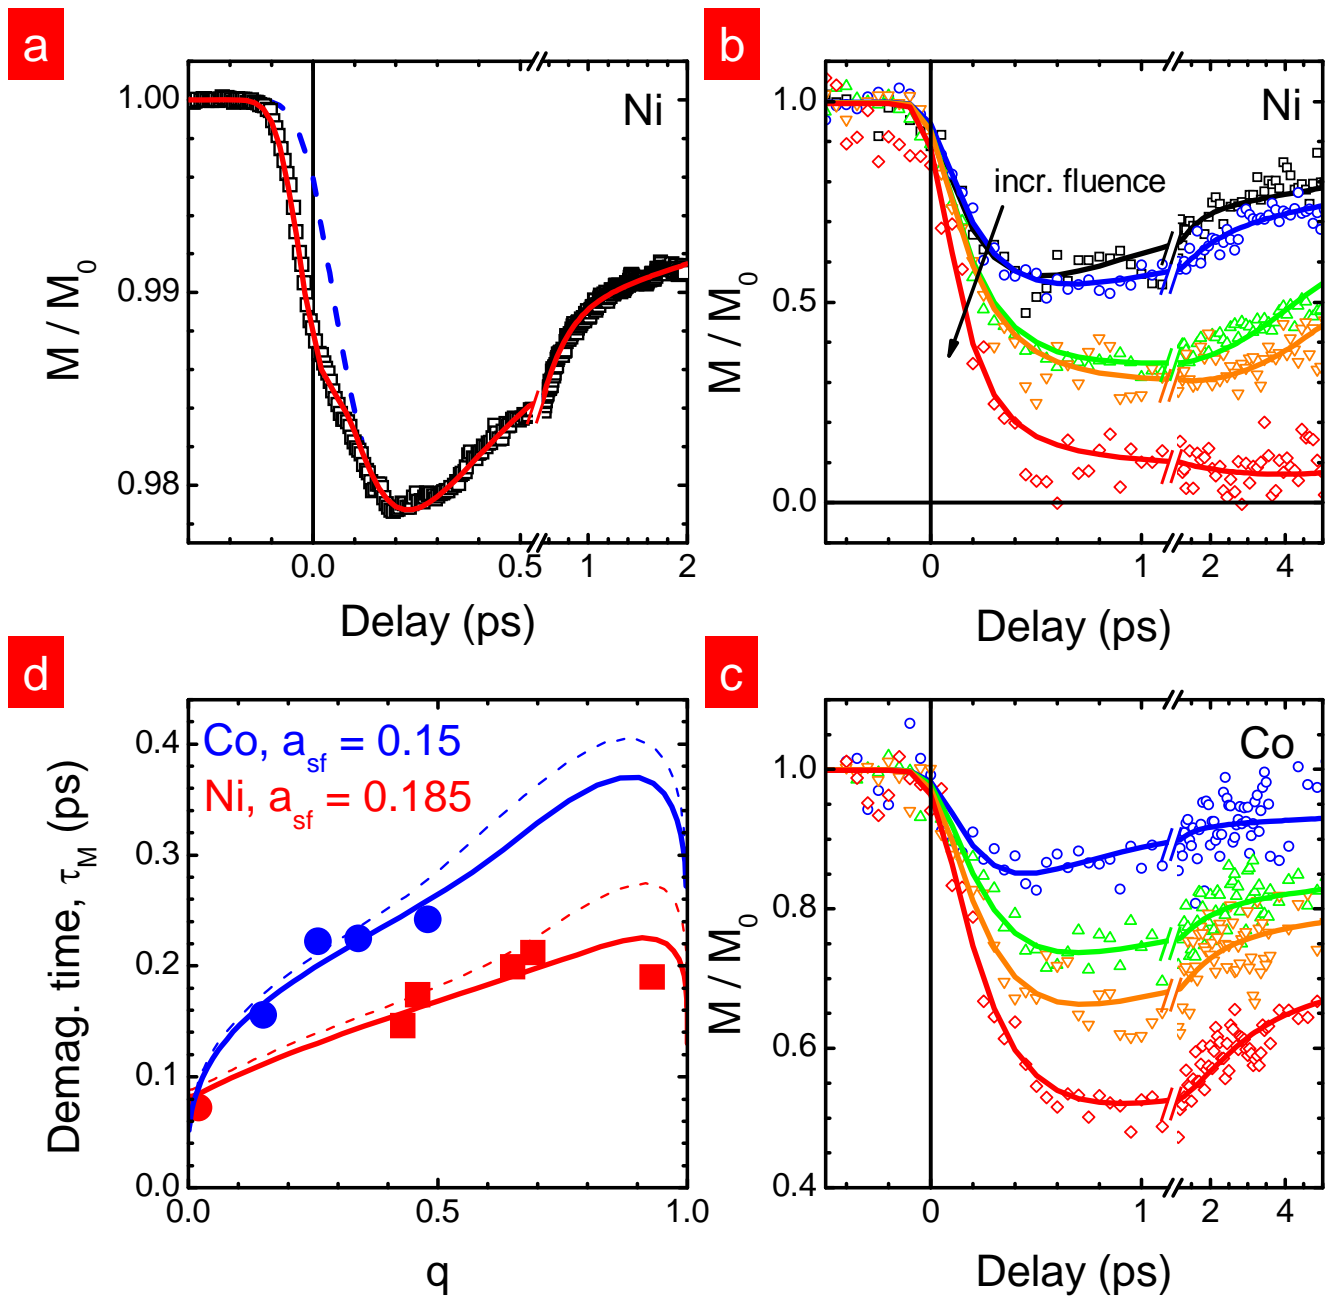 a
Ni
1.00
0.99
0.98
M / M0
0.0
0.5
1
2
Delay (ps)
b
Ni
incr. fluence
1.0
0.5
0.0
M / M0
0
1
2
4
Delay (ps)
d
Co, asf = 0.15
Ni, asf = 0.185
0.4
0.3
0.2
0.1
0.0
Demag. time, τM (ps)
0.0
0.5
1.0
q
c
Co
1.0
0.8
0.6
0.4
M / M0
0
1
2
4
Delay (ps)